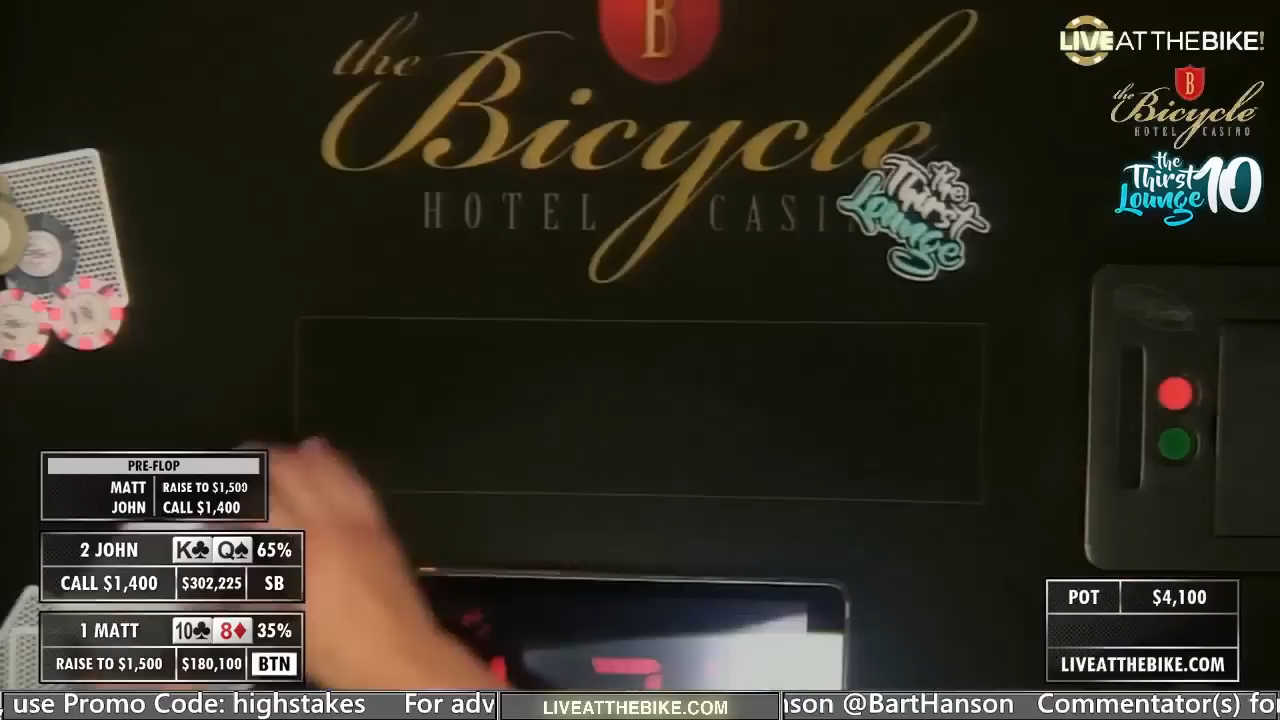 B
the Bicycle
HOTEL CASI
the Thirst Lounge
LIVE AT THE BIKE!
B
the Bicycle
HOTEL CASINO
the Thirst Lounge 10
PRE-FLOP
MATT RAISE TO $1,500
JOHN CALL $1,400
2 JOHN K♣ Q♠ 65%
CALL $1,400 $302,225 SB
1 MATT 10♣ 8♦ 35%
RAISE TO $1,500 $180,100 BTN
POT $4,100
LIVEATTHEBIKE.COM
use Promo Code: highstakes For adv
LIVEATTHEBIKE.COM
son @BartHanson Commentator(s) fo